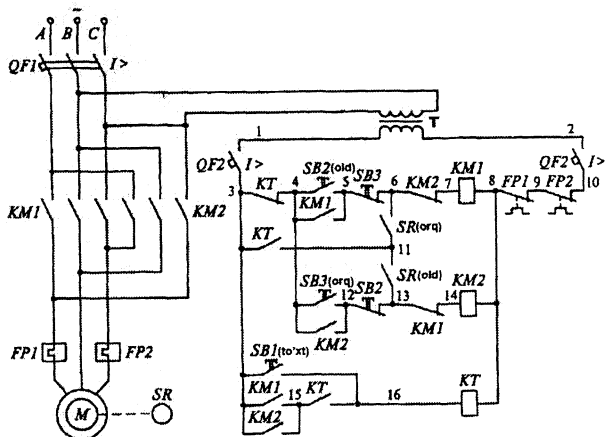 A B C
QF1 I>
T
1 2
QF2 I> QF2 I>
3 KT 4 SB2(old) 5 SB3 6 KM2 7 KM1 8 FP1 9 FP2 10
KM1
KM1 KM2
SR(orq)
KT 11
SR(old)
SB3(orq) 12 SB2 13 14 KM2
KM2 KM1
FP1 FP2
SB1(to'xt)
KM1 15 KT 16 KT
KM2
M SR